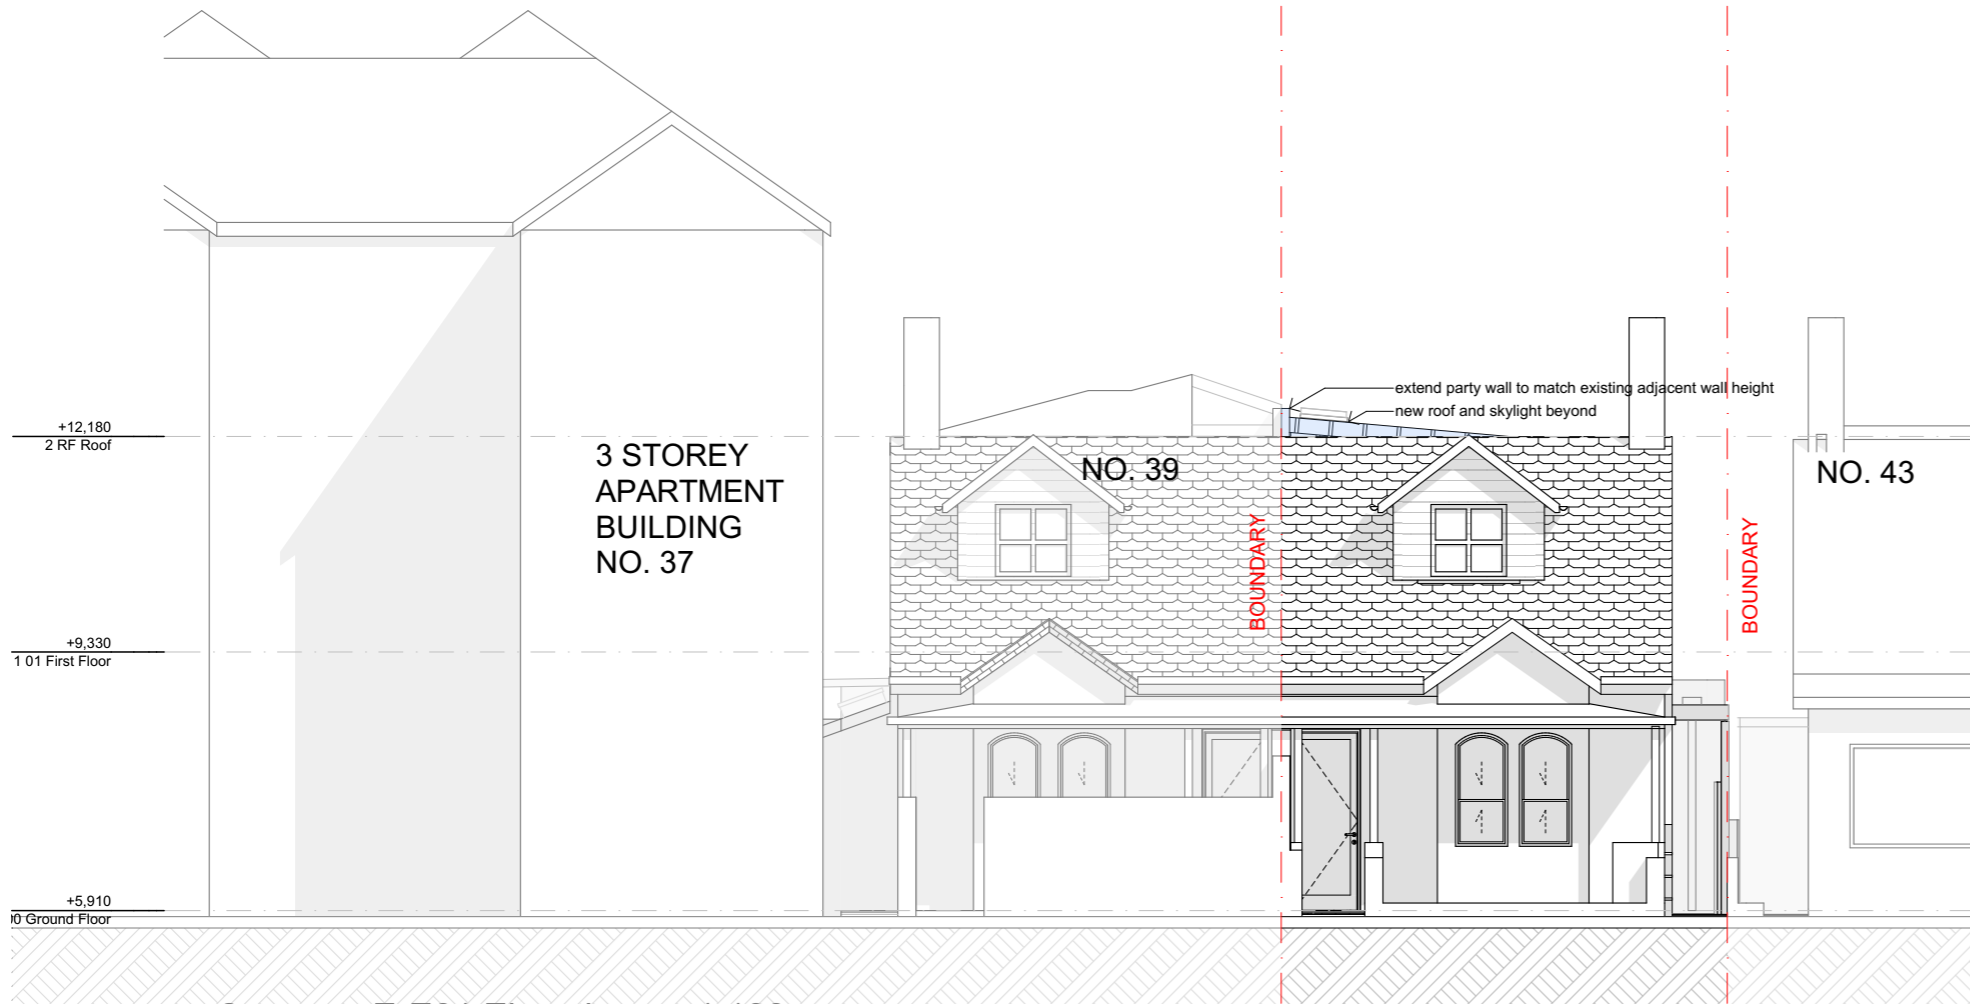 extend party wall to match existing adjacent wall height
new roof and skylight beyond
+12,180
2 RF Roof
3 STOREY
APARTMENT
BUILDING
NO. 37
NO. 39
NO. 43
BOUNDARY
BOUNDARY
+9,330
1 01 First Floor
+5,910
0 Ground Floor